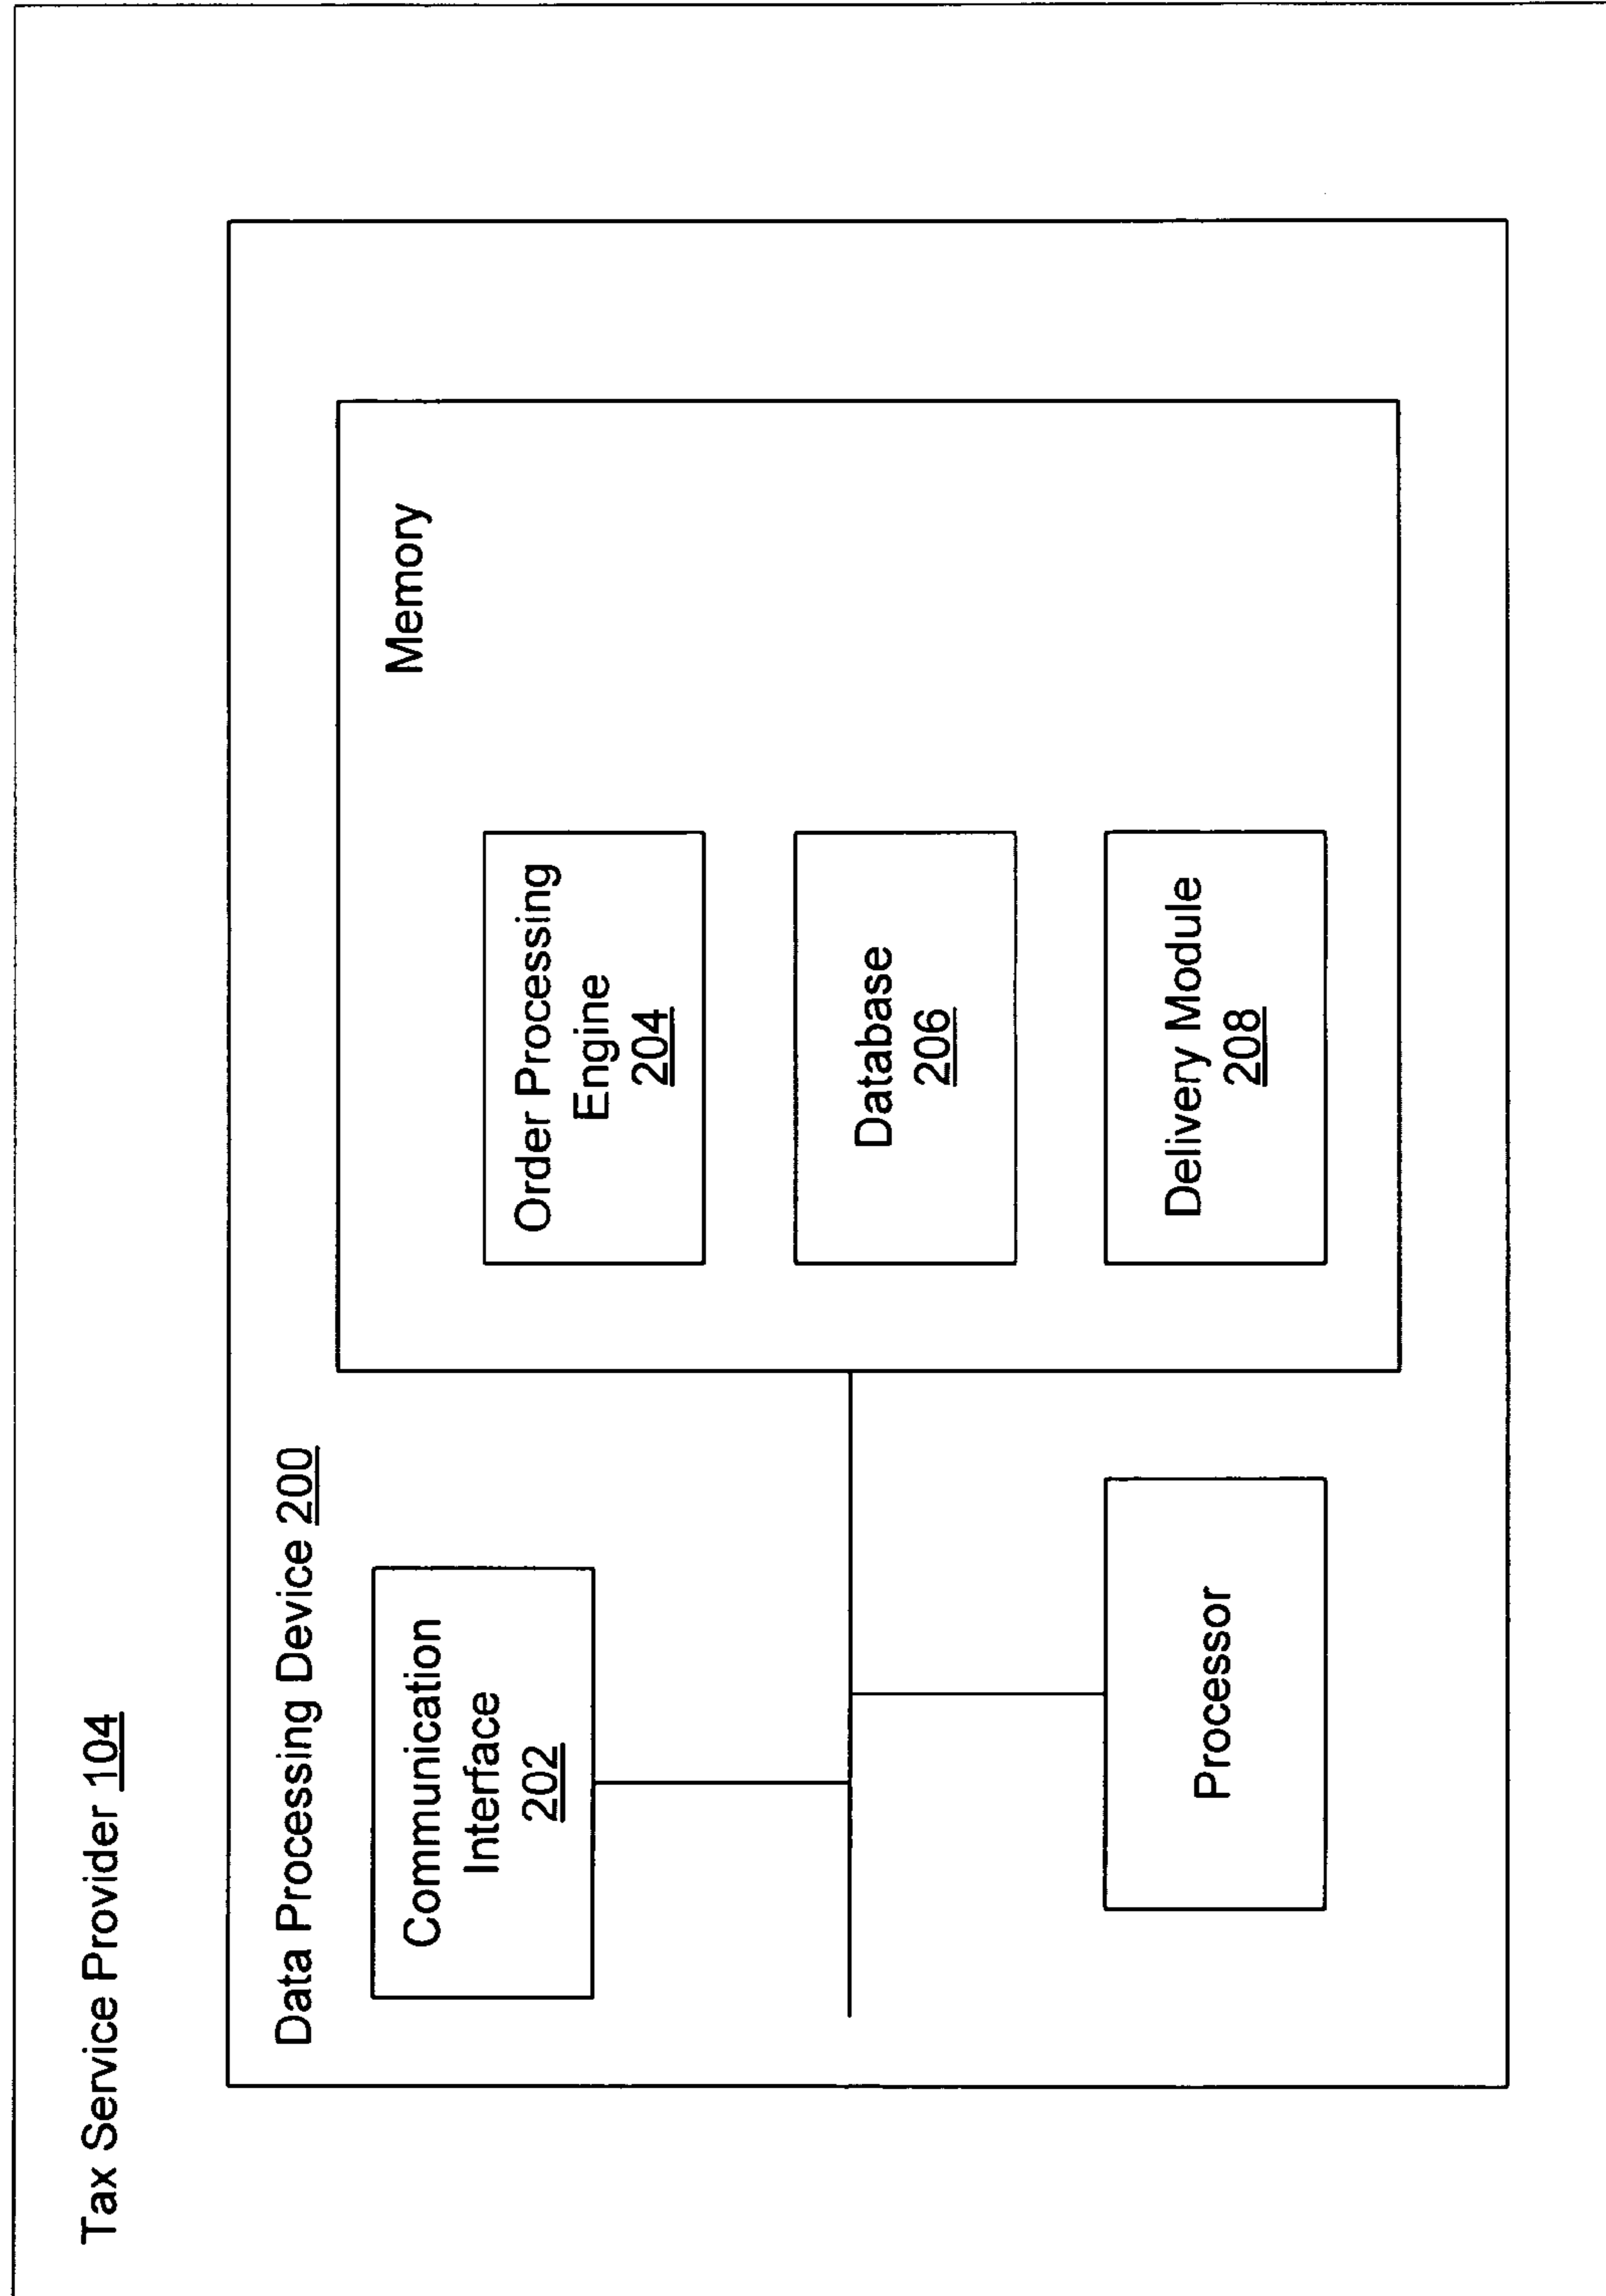 Tax Service Provider 104
Data Processing Device 200
Communication
Interface
202
Processor
Memory
Order Processing
Engine
204
Database
206
Delivery Module
208